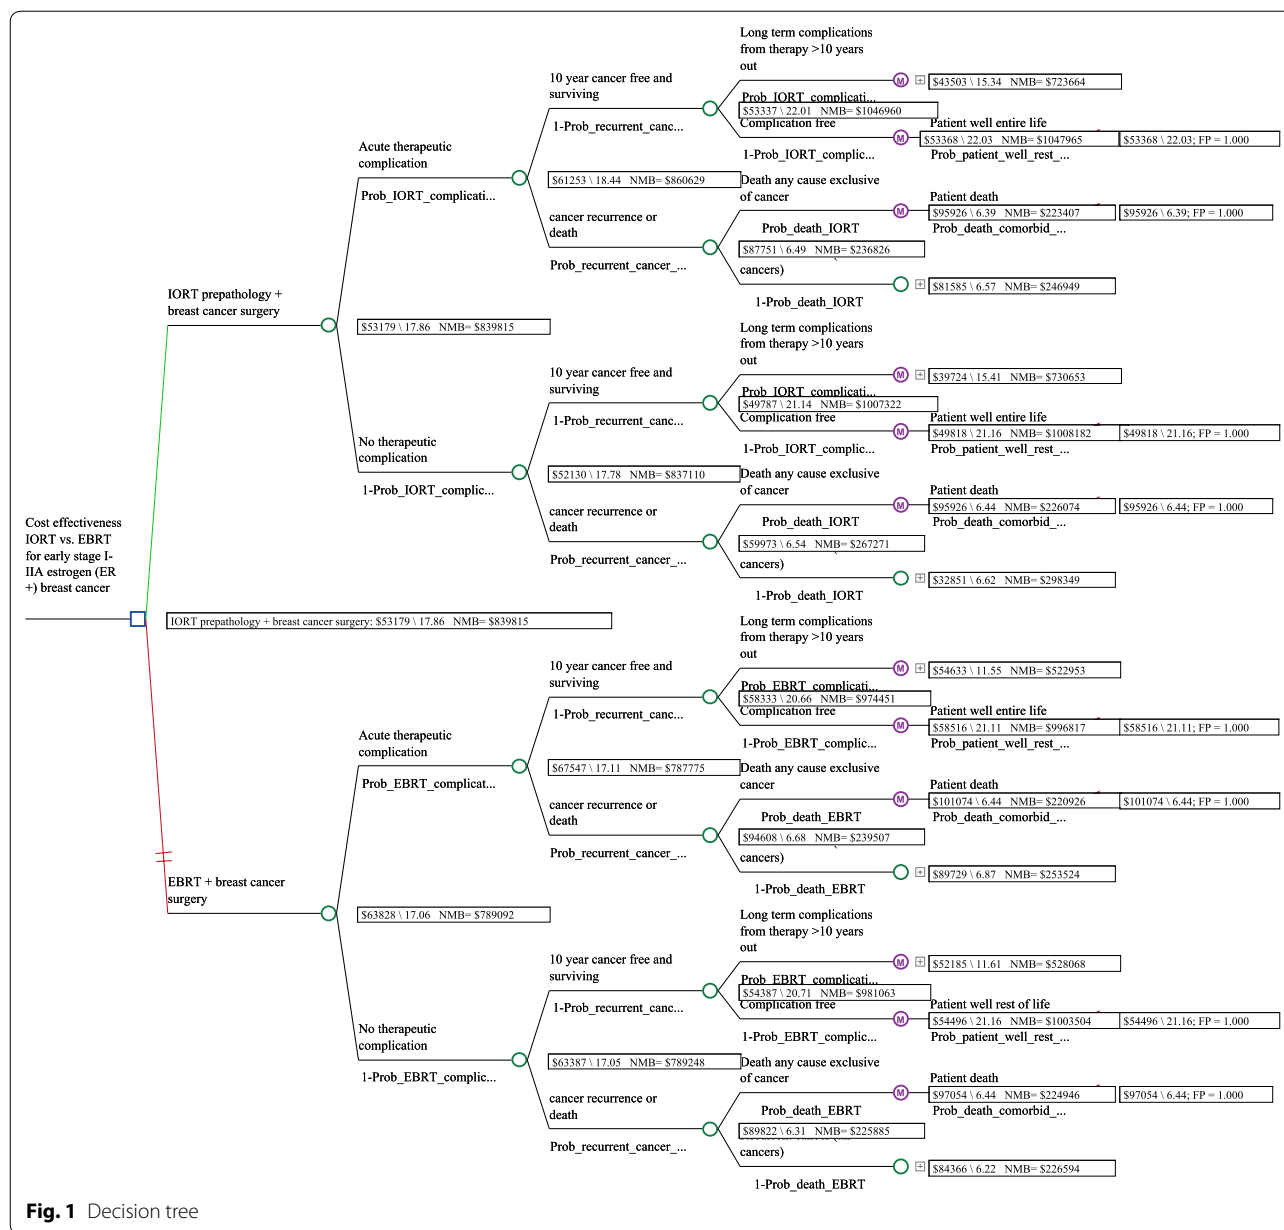 Long term complications
from therapy >10 years
out
10 year cancer free and
surviving
$43503 \ 15.34 NMB= $723664
Prob_IORT_complicati...
$53337 \ 22.01 NMB= $1046960
1-Prob_recurrent_canc...
Complication free
Patient well entire life
$53368 \ 22.03 NMB= $1047965
$53368 \ 22.03; FP = 1.000
Acute therapeutic
complication
1-Prob_IORT_complic...
Prob_patient_well_rest_...
$61253 \ 18.44 NMB= $860629
Death any cause exclusive
of cancer
Prob_IORT_complicati...
Patient death
$95926 \ 6.39 NMB= $223407
$95926 \ 6.39; FP = 1.000
cancer recurrence or
death
Prob_death_IORT
Prob_death_comorbid_...
$87751 \ 6.49 NMB= $236826
Prob_recurrent_cancer_...
cancers)
$81585 \ 6.57 NMB= $246949
1-Prob_death_IORT
IORT prepathology +
breast cancer surgery
$53179 \ 17.86 NMB= $839815
Long term complications
from therapy >10 years
out
10 year cancer free and
surviving
$39724 \ 15.41 NMB= $730653
Prob_IORT_complicati...
$49787 \ 21.14 NMB= $1007322
1-Prob_recurrent_canc...
Complication free
Patient well entire life
$49818 \ 21.16 NMB= $1008182
$49818 \ 21.16; FP = 1.000
No therapeutic
complication
1-Prob_IORT_complic...
Prob_patient_well_rest_...
$52130 \ 17.78 NMB= $837110
Death any cause exclusive
of cancer
1-Prob_IORT_complic...
Patient death
$95926 \ 6.44 NMB= $226074
$95926 \ 6.44; FP = 1.000
cancer recurrence or
death
Prob_death_IORT
Prob_death_comorbid_...
$59973 \ 6.54 NMB= $267271
Prob_recurrent_cancer_...
cancers)
$32851 \ 6.62 NMB= $298349
1-Prob_death_IORT
Cost effectiveness
IORT vs. EBRT
for early stage I-
IIA estrogen (ER
+) breast cancer
IORT prepathology + breast cancer surgery: $53179 \ 17.86 NMB= $839815
Long term complications
from therapy >10 years
out
10 year cancer free and
surviving
$54633 \ 11.55 NMB= $522953
Prob_EBRT_complicati...
$58333 \ 20.66 NMB= $974451
1-Prob_recurrent_canc...
Complication free
Patient well entire life
$58516 \ 21.11 NMB= $996817
$58516 \ 21.11; FP = 1.000
Acute therapeutic
complication
1-Prob_EBRT_complic...
Prob_patient_well_rest_...
$67547 \ 17.11 NMB= $787775
Death any cause exclusive
cancer
Prob_EBRT_complicat...
Patient death
$101074 \ 6.44 NMB= $220926
$101074 \ 6.44; FP = 1.000
cancer recurrence or
death
Prob_death_EBRT
Prob_death_comorbid_...
$94608 \ 6.68 NMB= $239507
Prob_recurrent_cancer_...
cancers)
$89729 \ 6.87 NMB= $253524
1-Prob_death_EBRT
EBRT + breast cancer
surgery
$63828 \ 17.06 NMB= $789092
Long term complications
from therapy >10 years
out
10 year cancer free and
surviving
$52185 \ 11.61 NMB= $528068
Prob_EBRT_complicati...
$54387 \ 20.71 NMB= $981063
1-Prob_recurrent_canc...
Complication free
Patient well rest of life
$54496 \ 21.16 NMB= $1003504
$54496 \ 21.16; FP = 1.000
No therapeutic
complication
1-Prob_EBRT_complic...
Prob_patient_well_rest_...
$63387 \ 17.05 NMB= $789248
Death any cause exclusive
of cancer
1-Prob_EBRT_complic...
Patient death
$97054 \ 6.44 NMB= $224946
$97054 \ 6.44; FP = 1.000
cancer recurrence or
death
Prob_death_EBRT
Prob_death_comorbid_...
$89822 \ 6.31 NMB= $225885
Prob_recurrent_cancer_...
cancers)
$84366 \ 6.22 NMB= $226594
1-Prob_death_EBRT
M
M
M
M
M
M
M
M
M
M
M
M
Fig. 1 Decision tree